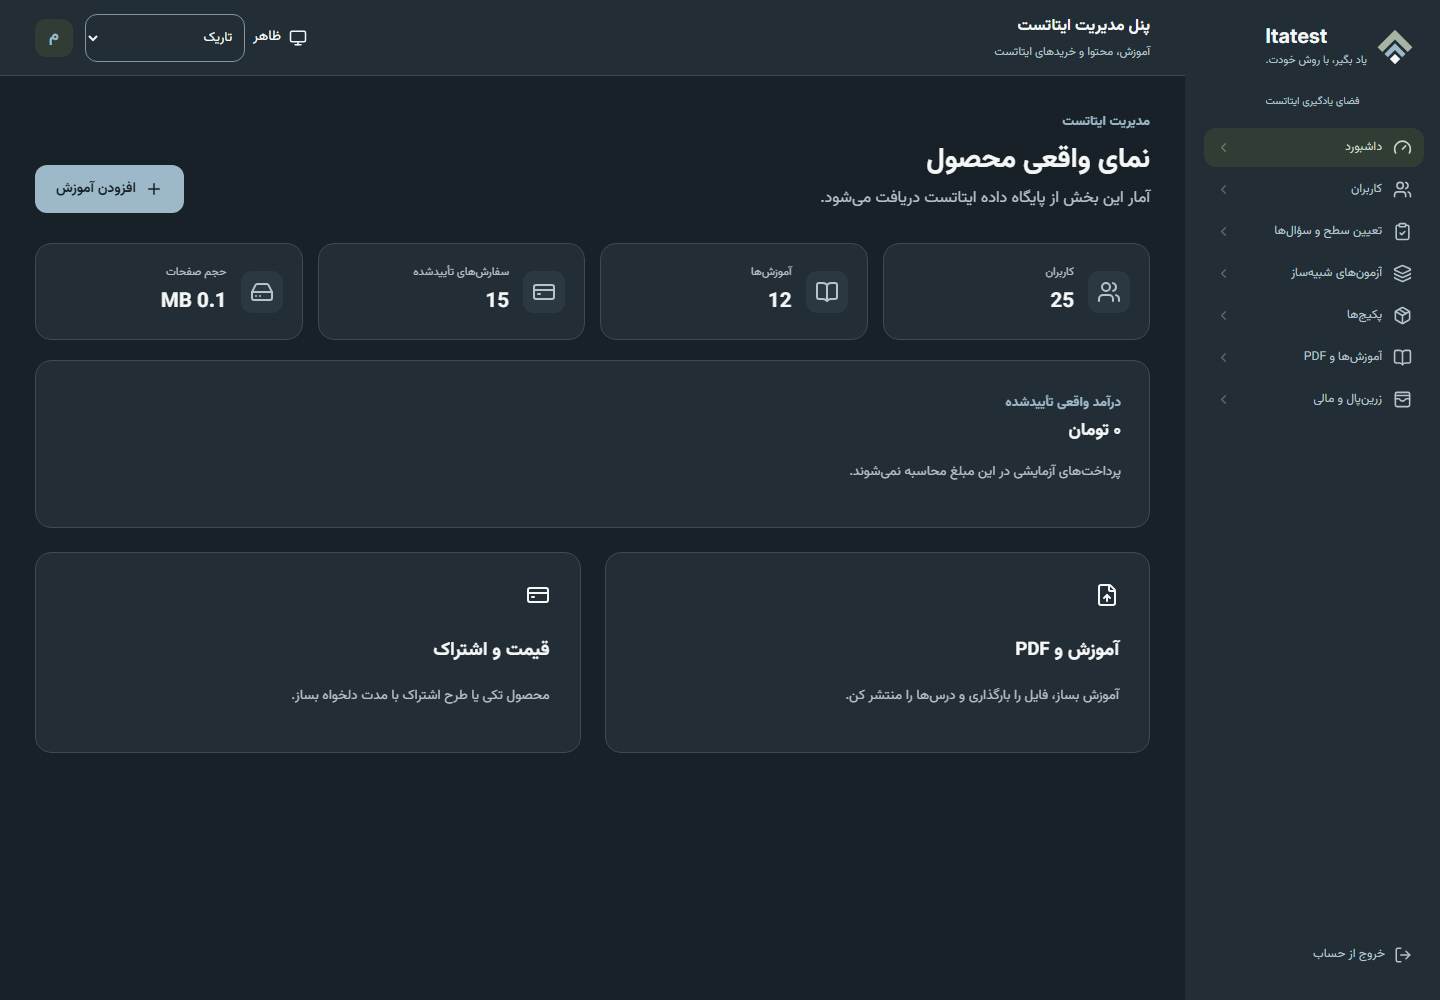 Itatest
یاد بگیر، با روش خودت.
فضای یادگیری ایتاتست
داشبورد
کاربران
تعیین سطح و سؤال‌ها
آزمون‌های شبیه‌ساز
پکیج‌ها
آموزش‌ها و PDF
زرین‌پال و مالی
خروج از حساب
پنل مدیریت ایتاتست
آموزش، محتوا و خریدهای ایتاتست
ظاهر
تاریک
م
مدیریت ایتاتست
نمای واقعی محصول
آمار این بخش از پایگاه داده ایتاتست دریافت می‌شود.
افزودن آموزش
کاربران
25
آموزش‌ها
12
سفارش‌های تأییدشده
15
حجم صفحات
0.1 MB
درآمد واقعی تأییدشده
۰ تومان
پرداخت‌های آزمایشی در این مبلغ محاسبه نمی‌شوند.
آموزش و PDF
آموزش بساز، فایل را بارگذاری و درس‌ها را منتشر کن.
قیمت و اشتراک
محصول تکی یا طرح اشتراک با مدت دلخواه بساز.